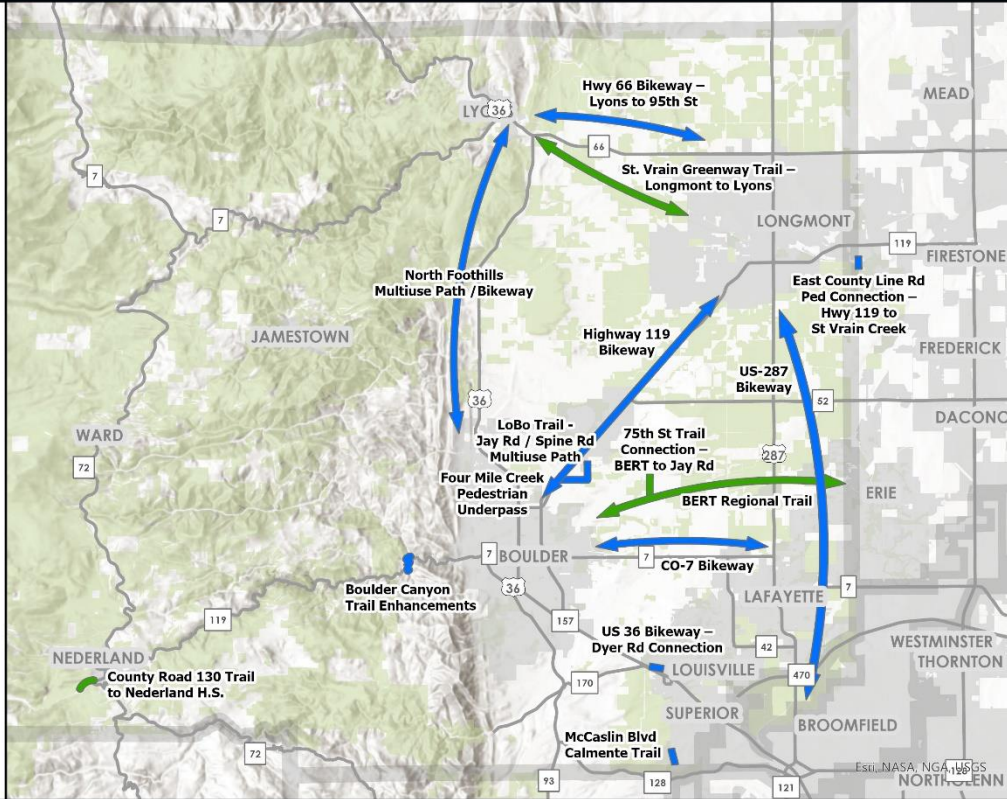 MEAD
Hwy 66 Bikeway –
Lyons to 95th St
36
66
St. Vrain Greenway Trail –
Longmont to Lyons
7
7
LONGMONT
119
FIRESTONE
North Foothills
Multiuse Path /Bikeway
East County Line Rd
Ped Connection –
Hwy 119 to
St Vrain Creek
JAMESTOWN
Highway 119
Bikeway
FREDERICK
US-287
Bikeway
36
52
DACONO
LoBo Trail -
Jay Rd / Spine Rd
Multiuse Path
75th St Trail
Connection –
BERT to Jay Rd
WARD
72
287
Four Mile Creek
Pedestrian
Underpass
BERT Regional Trail
ERIE
7
BOULDER
7
CO-7 Bikeway
Boulder Canyon
Trail Enhancements
36
7
LAFAYETTE
119
157
US 36 Bikeway –
Dyer Rd Connection
42
WESTMINSTER
THORNTON
NEDERLAND
County Road 130 Trail
to Nederland H.S.
170
LOUISVILLE
470
SUPERIOR
BROOMFIELD
McCaslin Blvd
Calmente Trail
72
93
128
121
Esri, NASA, NGA, USGS